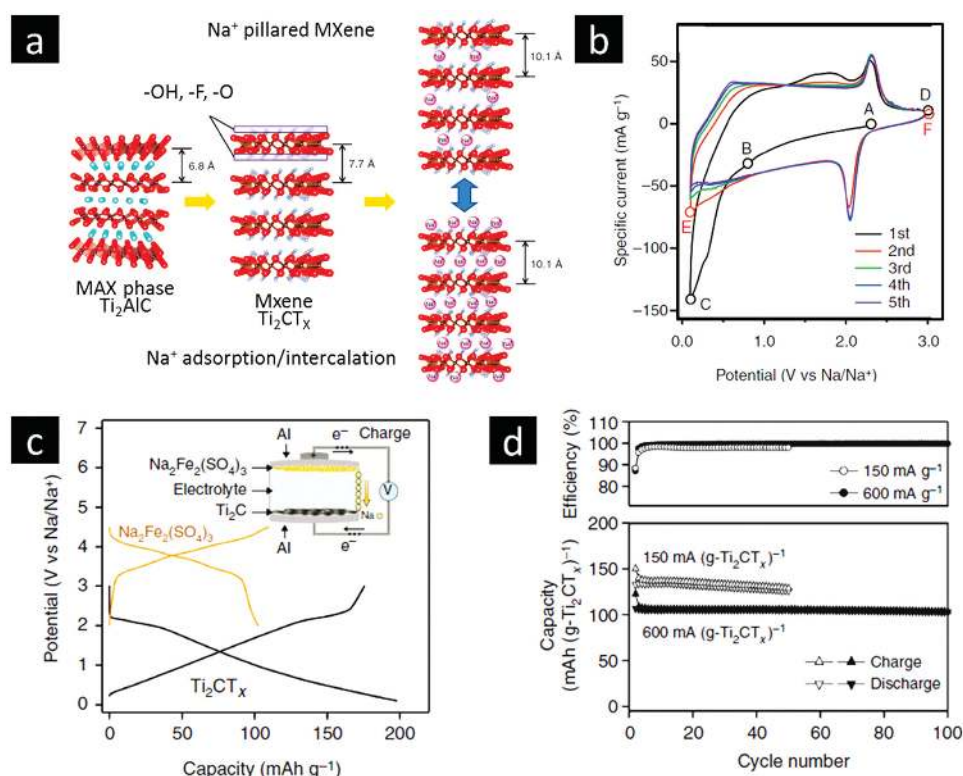 a
Na⁺ pillared MXene
-OH, -F, -O
6.8 Å
7.7 Å
10.1 Å
10.1 Å
MAX phase
Ti₂AlC
Mxene
Ti₂CTₓ
Na⁺ adsorption/intercalation
b
Specific current (mA g⁻¹)
50
0
−50
−100
−150
A
B
C
D
E
F
1st
2nd
3rd
4th
5th
0.0
1.0
2.0
3.0
Potential (V vs Na/Na⁺)
c
Potential (V vs Na/Na⁺)
7
6
5
4
3
2
1
0
Al
e⁻
Charge
Na₂Fe₂(SO₄)₃
Electrolyte
Ti₂C
V
Na
Al
e⁻
Na₂Fe₂(SO₄)₃
Ti₂CTₓ
0
50
100
150
200
Capacity (mAh g⁻¹)
d
Efficiency (%)
110
100
90
80
150 mA g⁻¹
600 mA g⁻¹
Capacity
(mAh (g-Ti₂CTₓ)⁻¹
200
150
100
50
0
150 mA (g-Ti₂CTₓ)⁻¹
600 mA (g-Ti₂CTₓ)⁻¹
Charge
Discharge
0
20
40
60
80
100
Cycle number